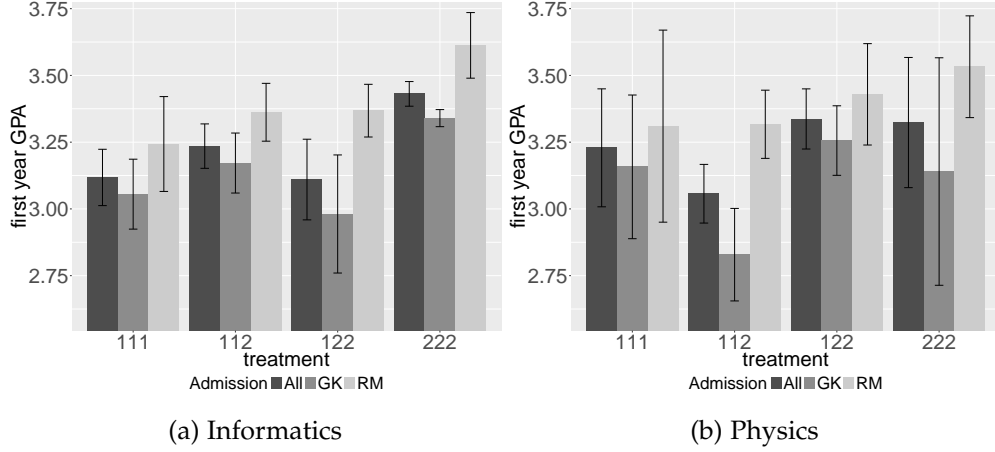 3.75
3.50
3.25
3.00
2.75
first year GPA
111 112 122 222
treatment
Admission All GK RM
(a) Informatics
3.75
3.50
3.25
3.00
2.75
first year GPA
111 112 122 222
treatment
Admission All GK RM
(b) Physics